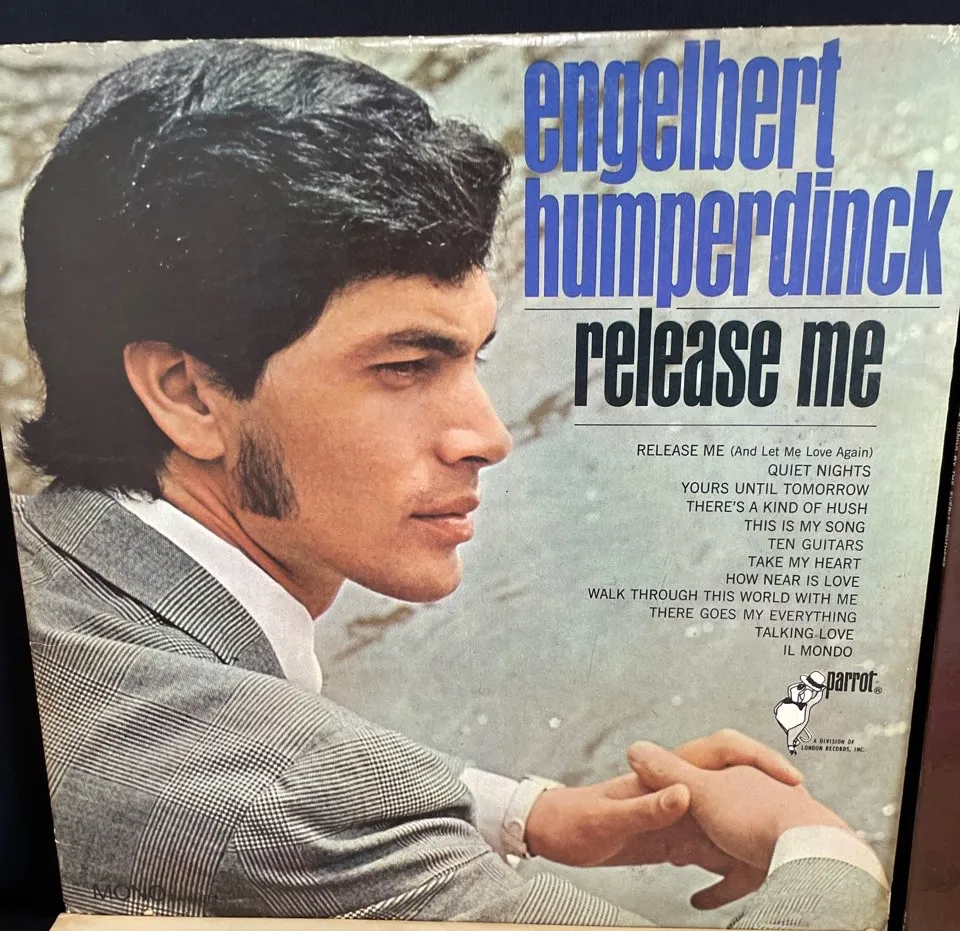 engelbert
humperdinck
release me
RELEASE ME (And Let Me Love Again)
QUIET NIGHTS
YOURS UNTIL TOMORROW
THERE'S A KIND OF HUSH
THIS IS MY SONG
TEN GUITARS
TAKE MY HEART
HOW NEAR IS LOVE
WALK THROUGH THIS WORLD WITH ME
THERE GOES MY EVERYTHING
TALKING LOVE
IL MONDO
parrot®
A DIVISION OF
LONDON RECORDS, INC.
MONO